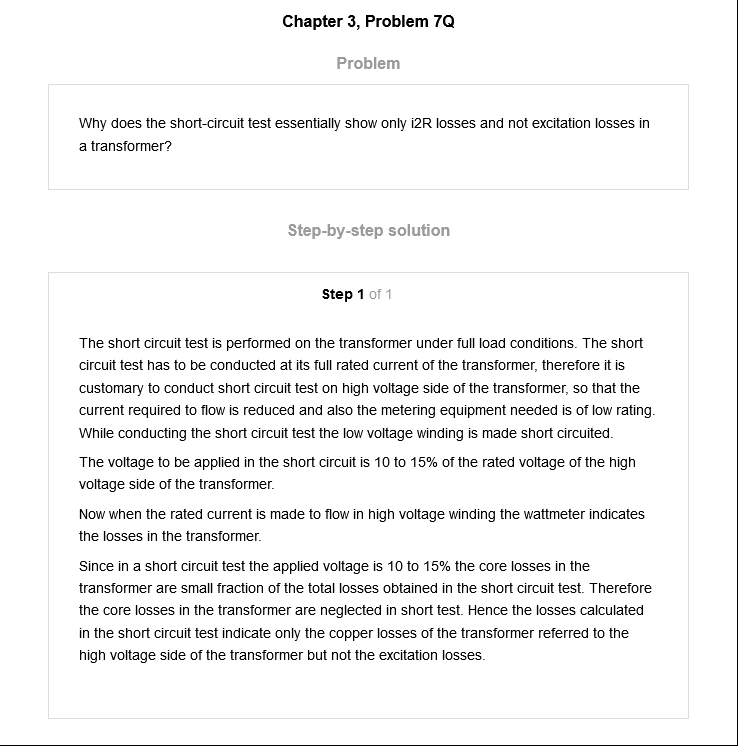 Chapter 3, Problem 7Q
Problem
Why does the short-circuit test essentially show only i2R losses and not excitation losses in
a transformer?
Step-by-step solution
Step 1 of 1
The short circuit test is performed on the transformer under full load conditions. The short
circuit test has to be conducted at its full rated current of the transformer, therefore it is
customary to conduct short circuit test on high voltage side of the transformer, so that the
current required to flow is reduced and also the metering equipment needed is of low rating.
While conducting the short circuit test the low voltage winding is made short circuited.
The voltage to be applied in the short circuit is 10 to 15% of the rated voltage of the high
voltage side of the transformer.
Now when the rated current is made to flow in high voltage winding the wattmeter indicates
the losses in the transformer.
Since in a short circuit test the applied voltage is 10 to 15% the core losses in the
transformer are small fraction of the total losses obtained in the short circuit test. Therefore
the core losses in the transformer are neglected in short test. Hence the losses calculated
in the short circuit test indicate only the copper losses of the transformer referred to the
high voltage side of the transformer but not the excitation losses.